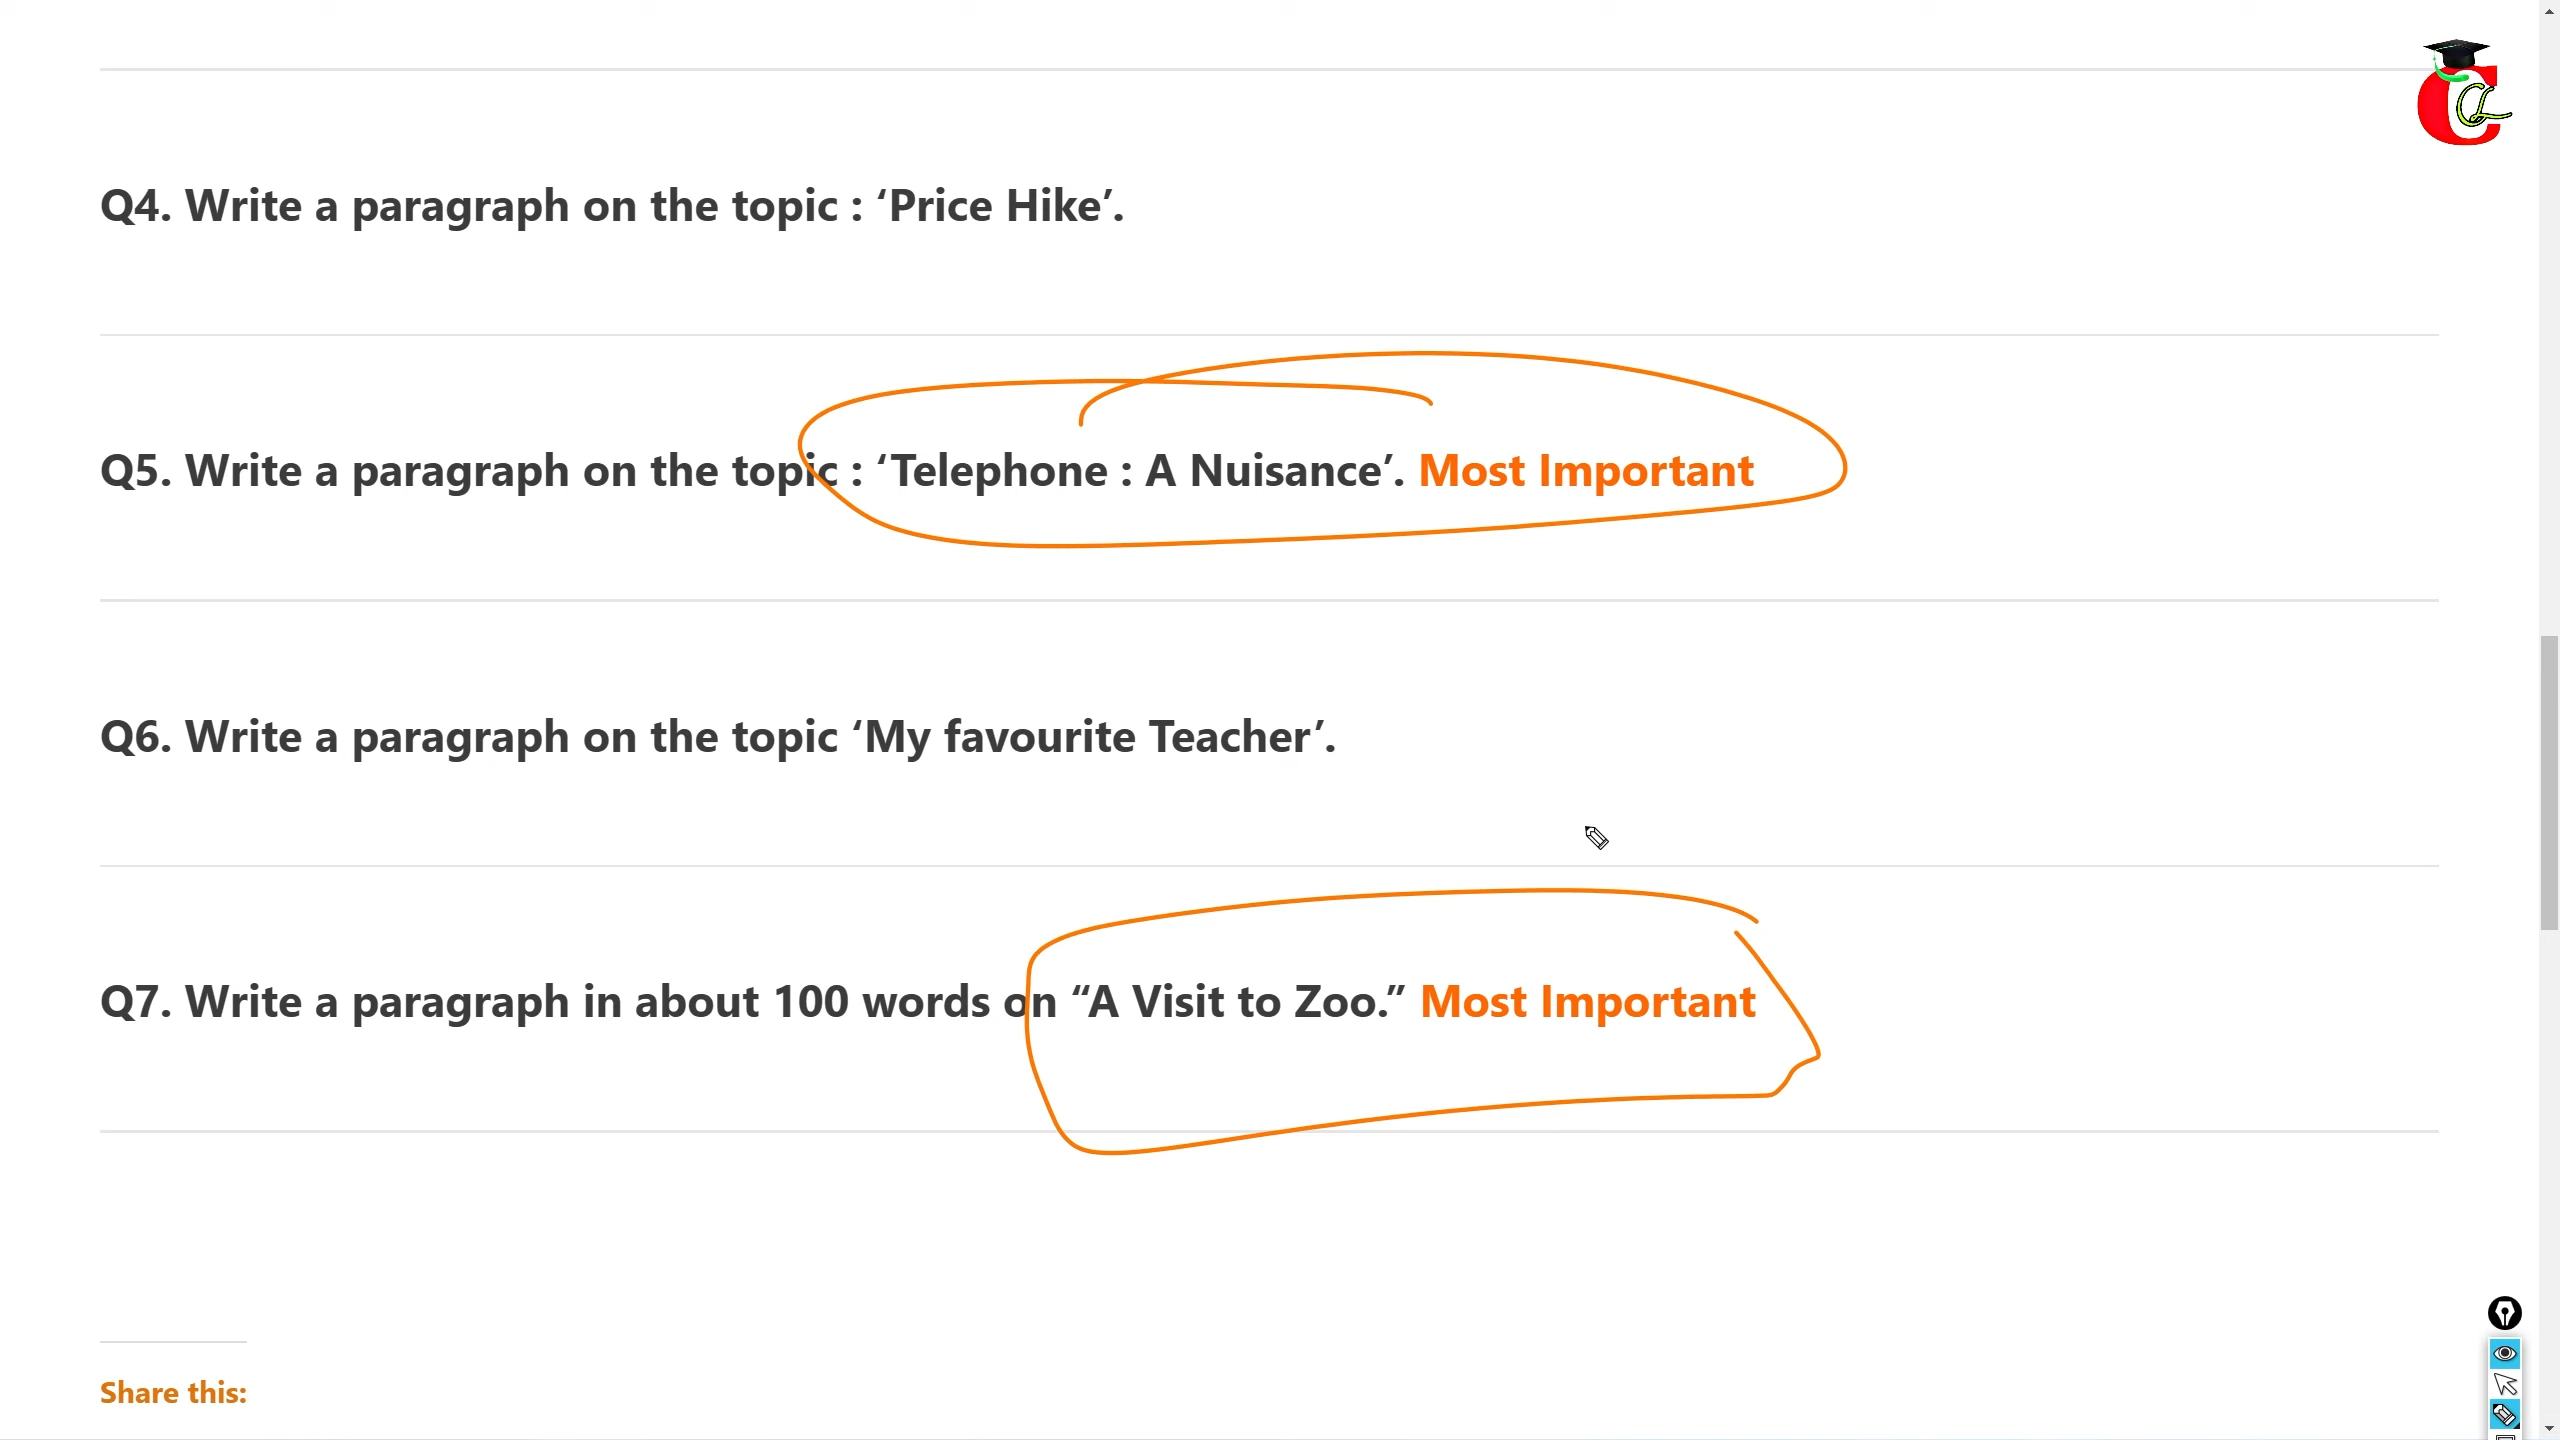 Q4. Write a paragraph on the topic : ‘Price Hike’.
Q5. Write a paragraph on the topic : ‘Telephone : A Nuisance’. Most Important
Q6. Write a paragraph on the topic ‘My favourite Teacher’.
Q7. Write a paragraph in about 100 words on “A Visit to Zoo.” Most Important
Share this: